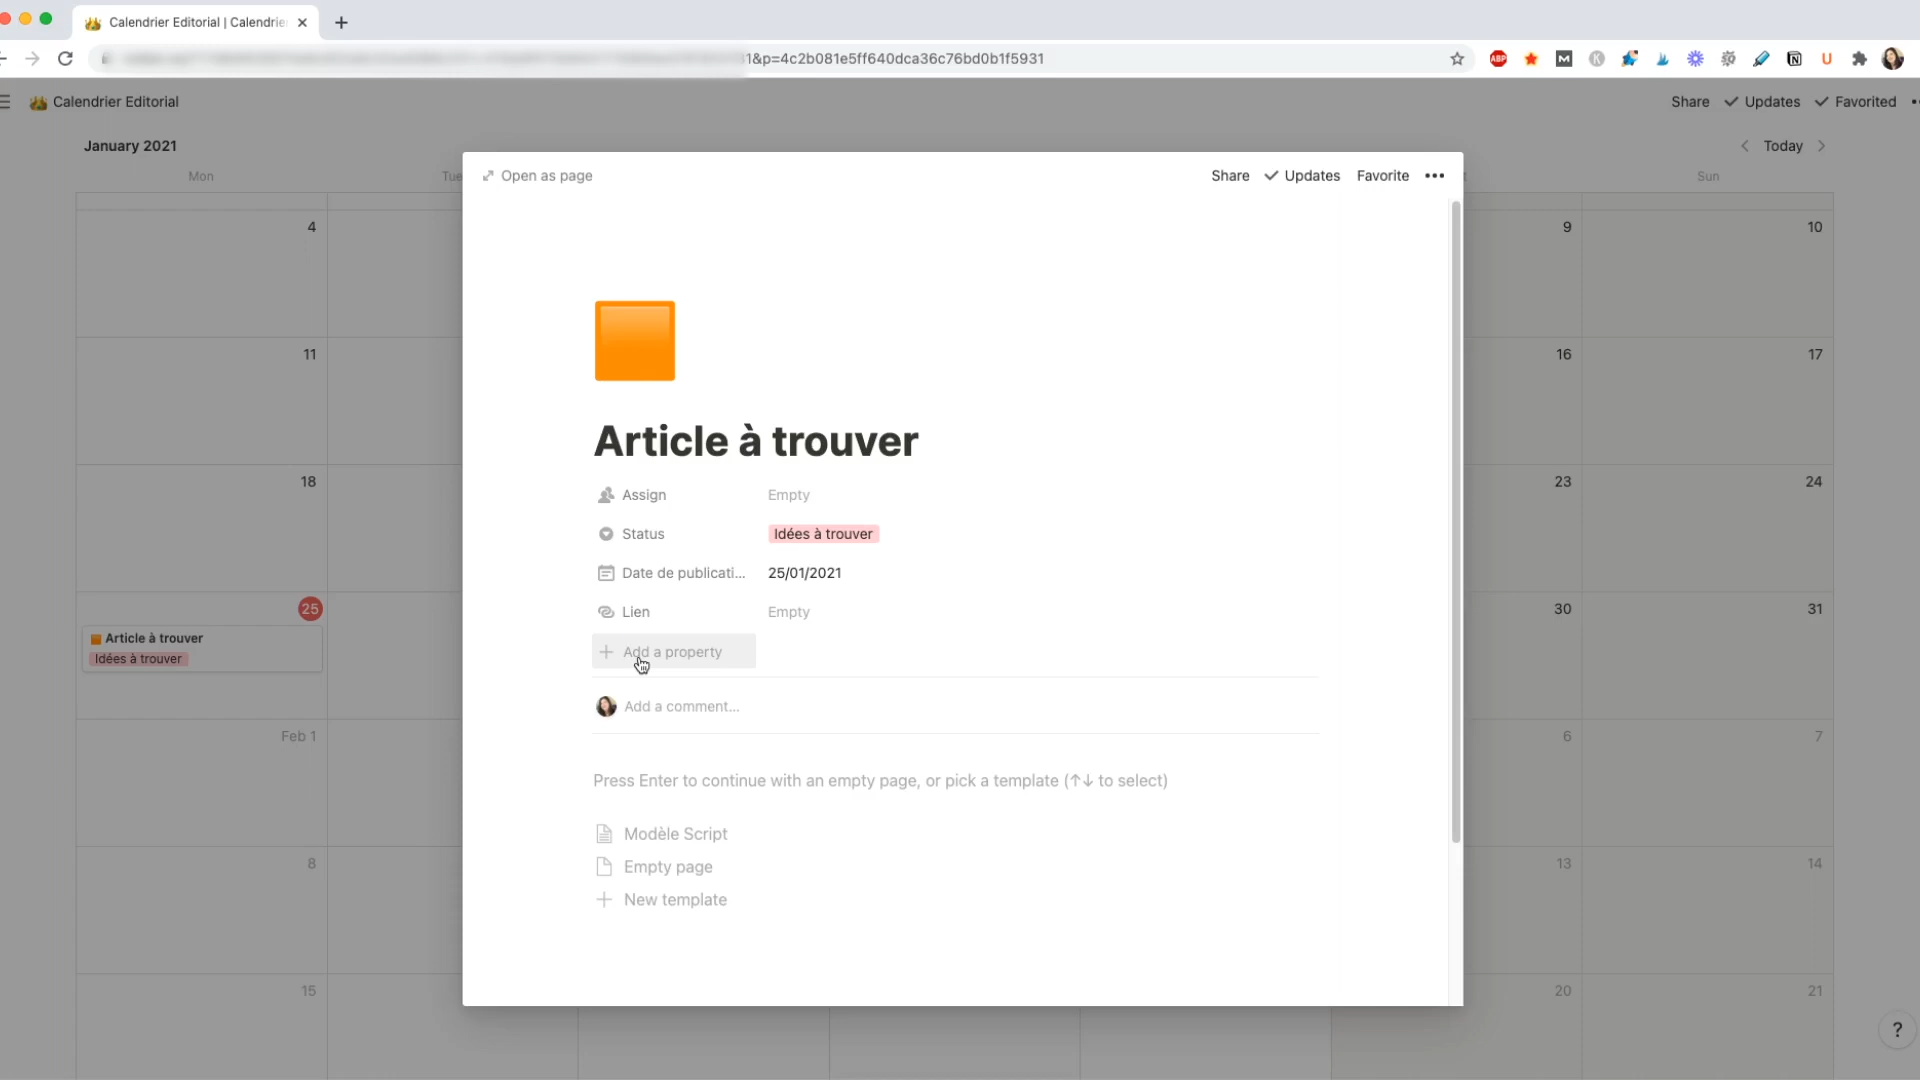 Calendrier Editorial | Calendrie
1&p=4c2b081e5ff640dca36c76bd0b1f5931
ABP
Calendrier Editorial
Share
Updates
Favorited
January 2021
Today
Mon
Tue
Sun
4
9
10
11
16
17
18
23
24
25
Article à trouver
Idées à trouver
30
31
Feb 1
6
7
8
13
14
15
20
21
Open as page
Share
Updates
Favorite
Article à trouver
Assign
Empty
Status
Idées à trouver
Date de publicati...
25/01/2021
Lien
Empty
Add a property
Add a comment...
Press Enter to continue with an empty page, or pick a template (↑↓ to select)
Modèle Script
Empty page
New template
?